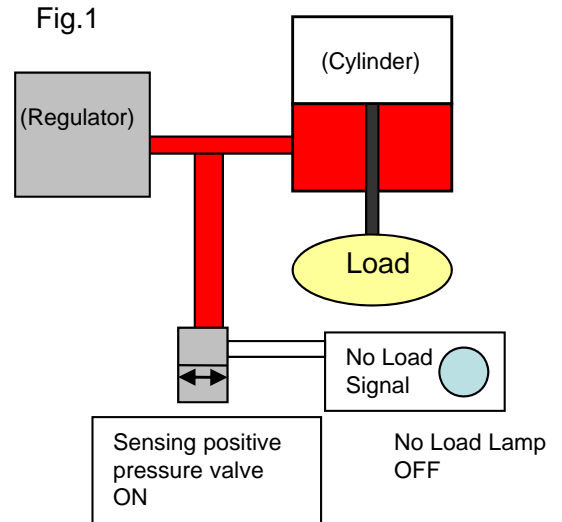 Fig.1
(Cylinder)
(Regulator)
Load
No Load
Signal
Sensing positive
pressure valve
ON
No Load Lamp
OFF